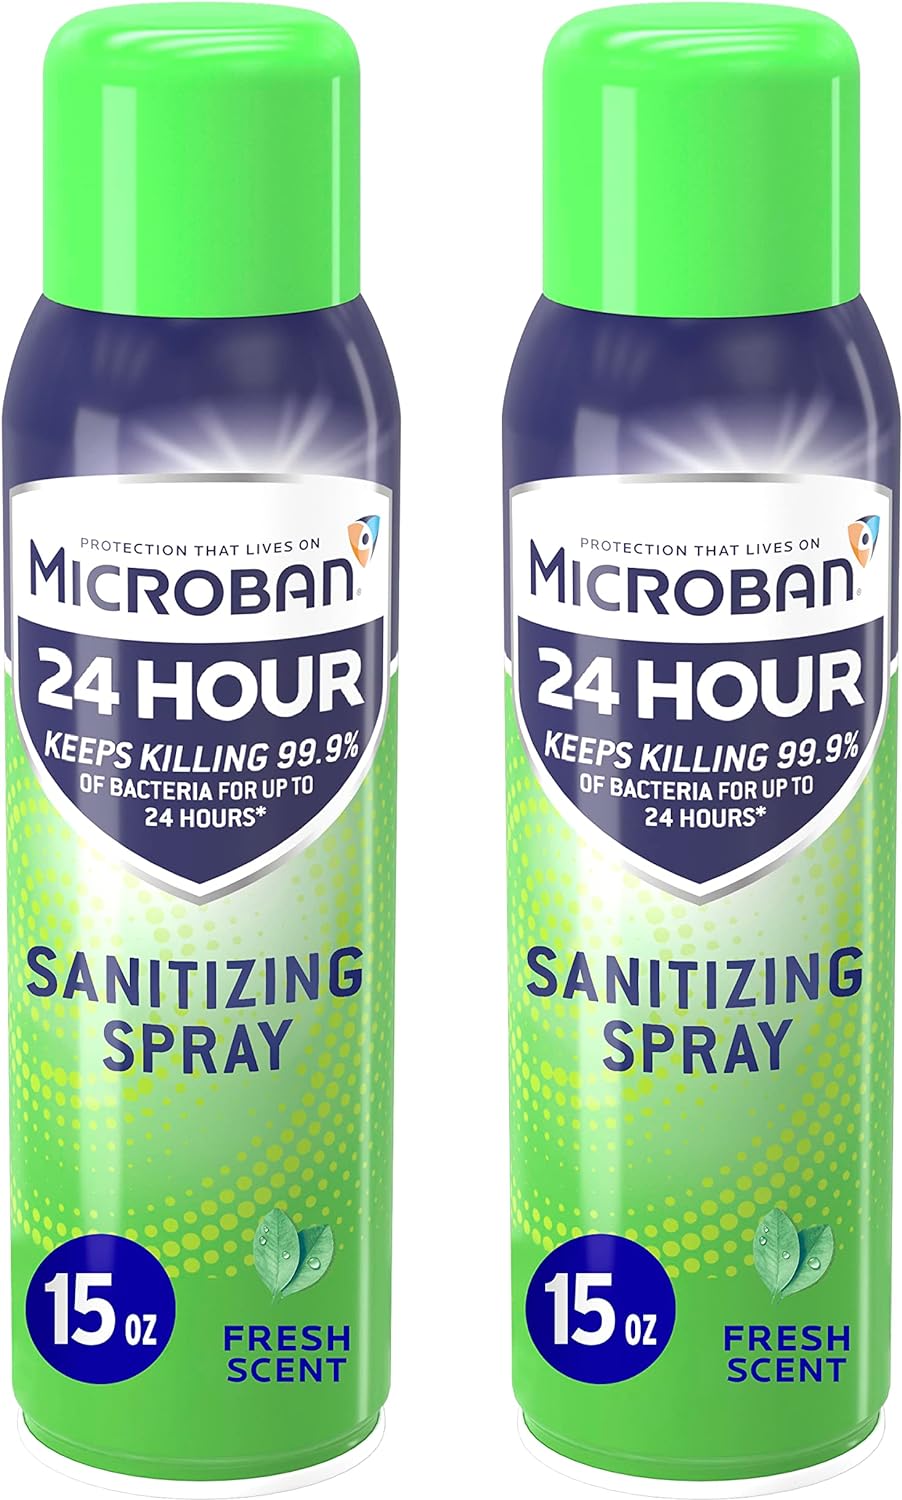 PROTECTION THAT LIVES ON
MICROBAN®
24 HOUR
KEEPS KILLING 99.9%
OF BACTERIA FOR UP TO
24 HOURS*
SANITIZING
SPRAY
15 OZ
FRESH
SCENT
PROTECTION THAT LIVES ON
MICROBAN®
24 HOUR
KEEPS KILLING 99.9%
OF BACTERIA FOR UP TO
24 HOURS*
SANITIZING
SPRAY
15 OZ
FRESH
SCENT